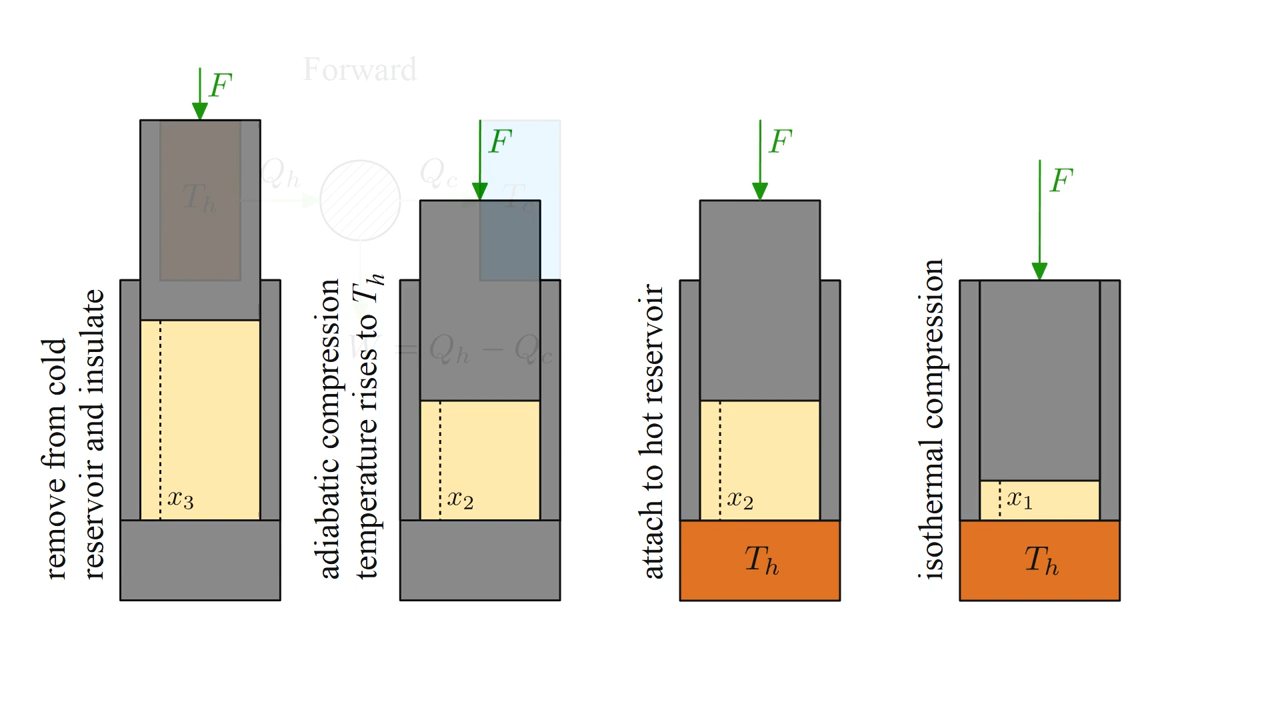 Forward
F
F
F
F
T_h
Q_h
Q_c
= Q_h − Q_c
remove from cold
reservoir and insulate
x_3
adiabatic compression
temperature rises to T_h
x_2
attach to hot reservoir
x_2
T_h
isothermal compression
x_1
T_h